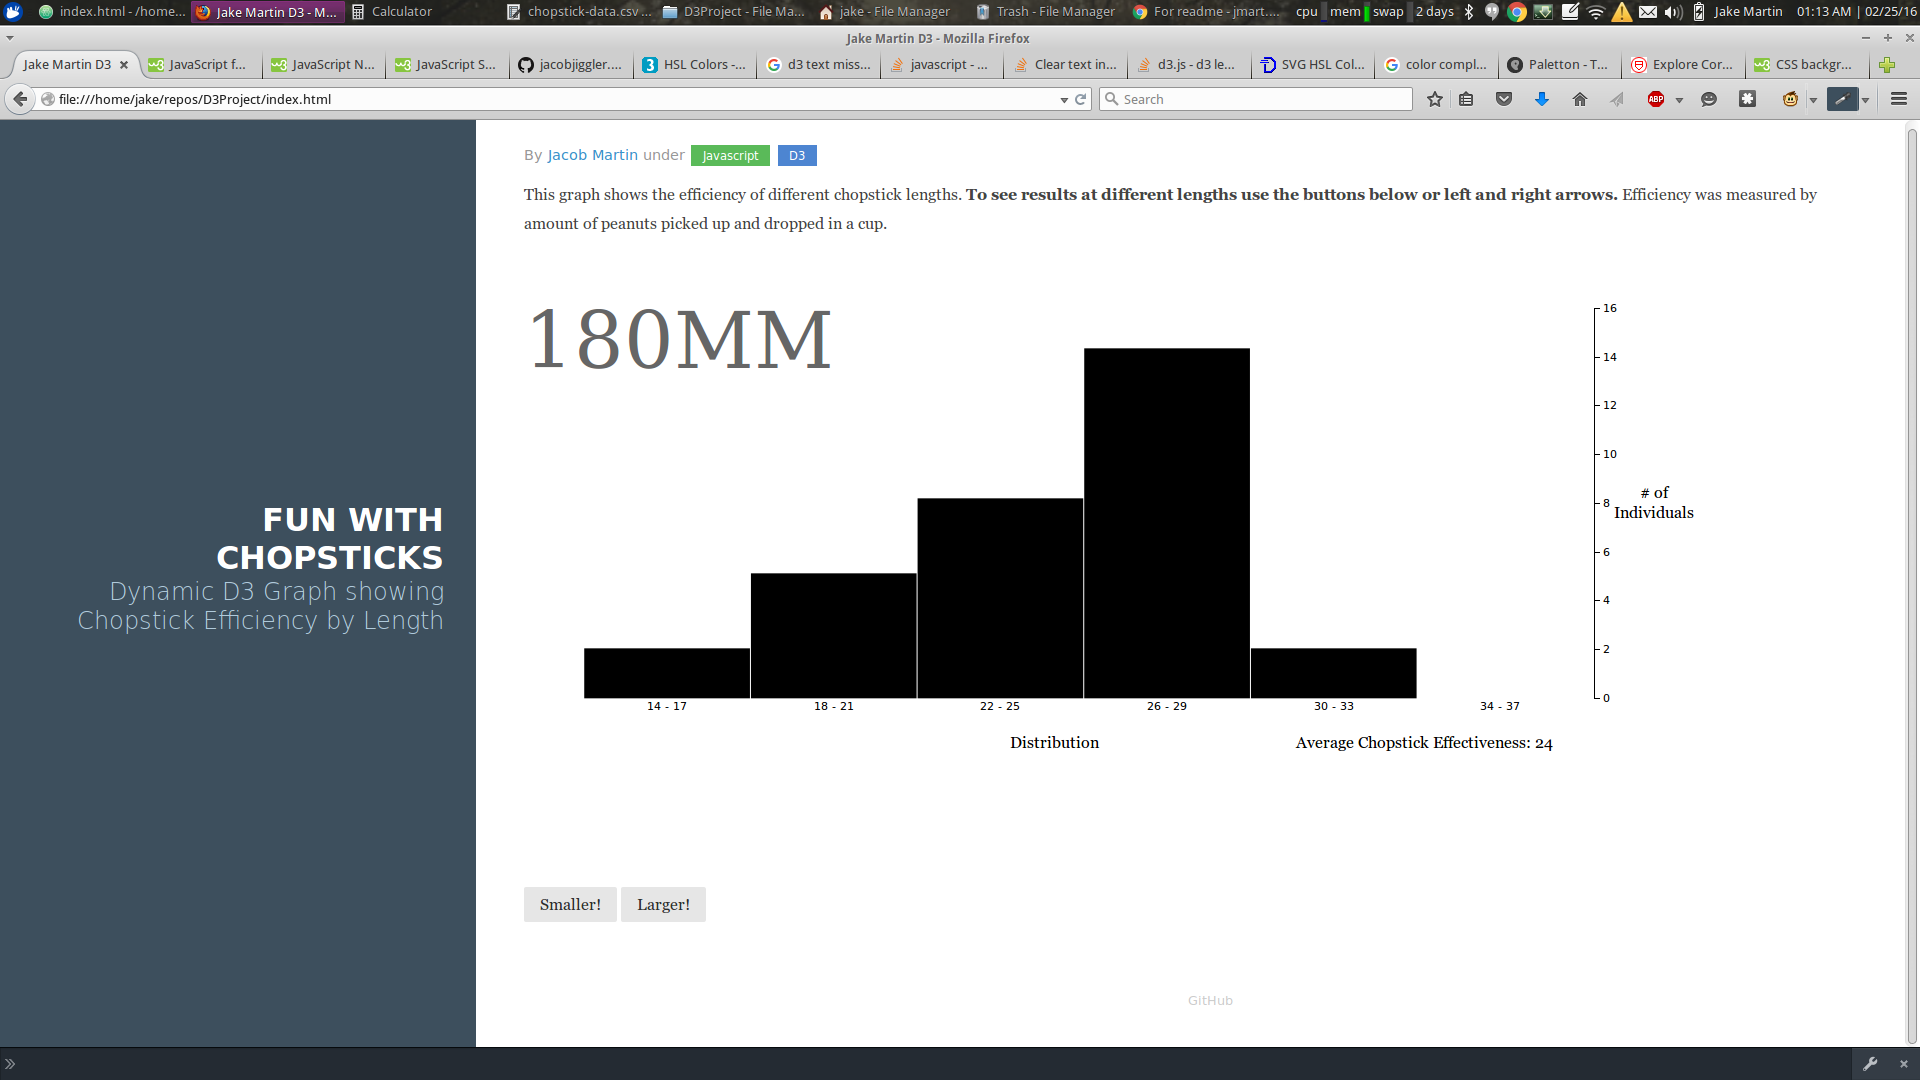 index.html - /home...
Jake Martin D3 - M...
Calculator
chopstick-data.csv ...
D3Project - File Ma...
jake - File Manager
Trash - File Manager
For readme - jmart....
cpu mem swap 2 days
Jake Martin
01:13 AM | 02/25/16
Jake Martin D3 - Mozilla Firefox
Jake Martin D3
JavaScript f...
JavaScript N...
JavaScript S...
jacobjiggler....
HSL Colors -...
d3 text miss...
javascript - ...
Clear text in...
d3.js - d3 le...
SVG HSL Col...
color compl...
Paletton - T...
Explore Cor...
CSS backgr...
file:///home/jake/repos/D3Project/index.html
Search
ABP
FUN WITH
CHOPSTICKS
Dynamic D3 Graph showing
Chopstick Efficiency by Length
By Jacob Martin under Javascript D3
This graph shows the efficiency of different chopstick lengths. To see results at different lengths use the buttons below or left and right arrows. Efficiency was measured by
amount of peanuts picked up and dropped in a cup.
180MM
16
14
12
10
8
6
4
2
0
# of
Individuals
14 - 17
18 - 21
22 - 25
26 - 29
30 - 33
34 - 37
Distribution
Average Chopstick Effectiveness: 24
Smaller!
Larger!
GitHub